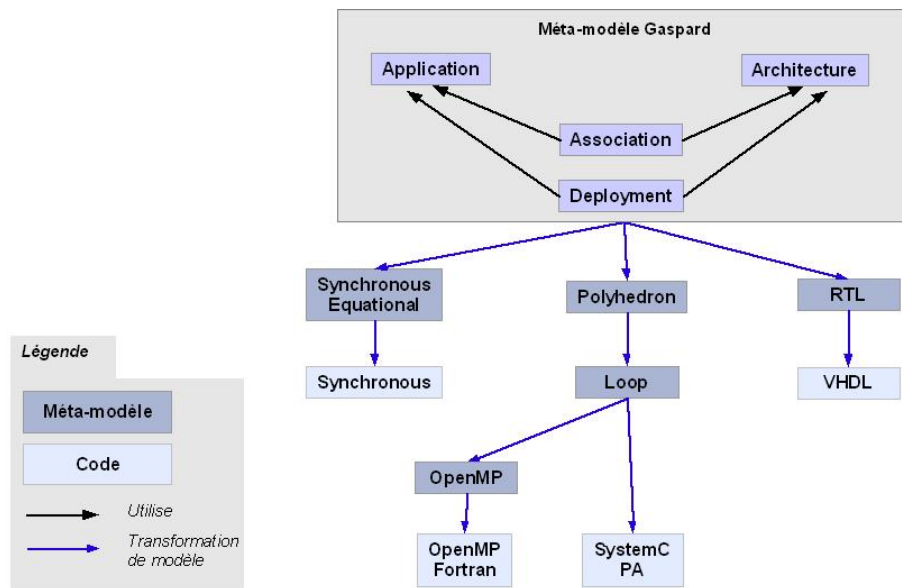 Méta-modèle Gaspard
Application
Architecture
Association
Deployment
Synchronous
Equational
Polyhedron
RTL
Synchronous
Loop
VHDL
OpenMP
OpenMP
Fortran
SystemC
PA
Légende
Méta-modèle
Code
Utilise
Transformation
de modèle